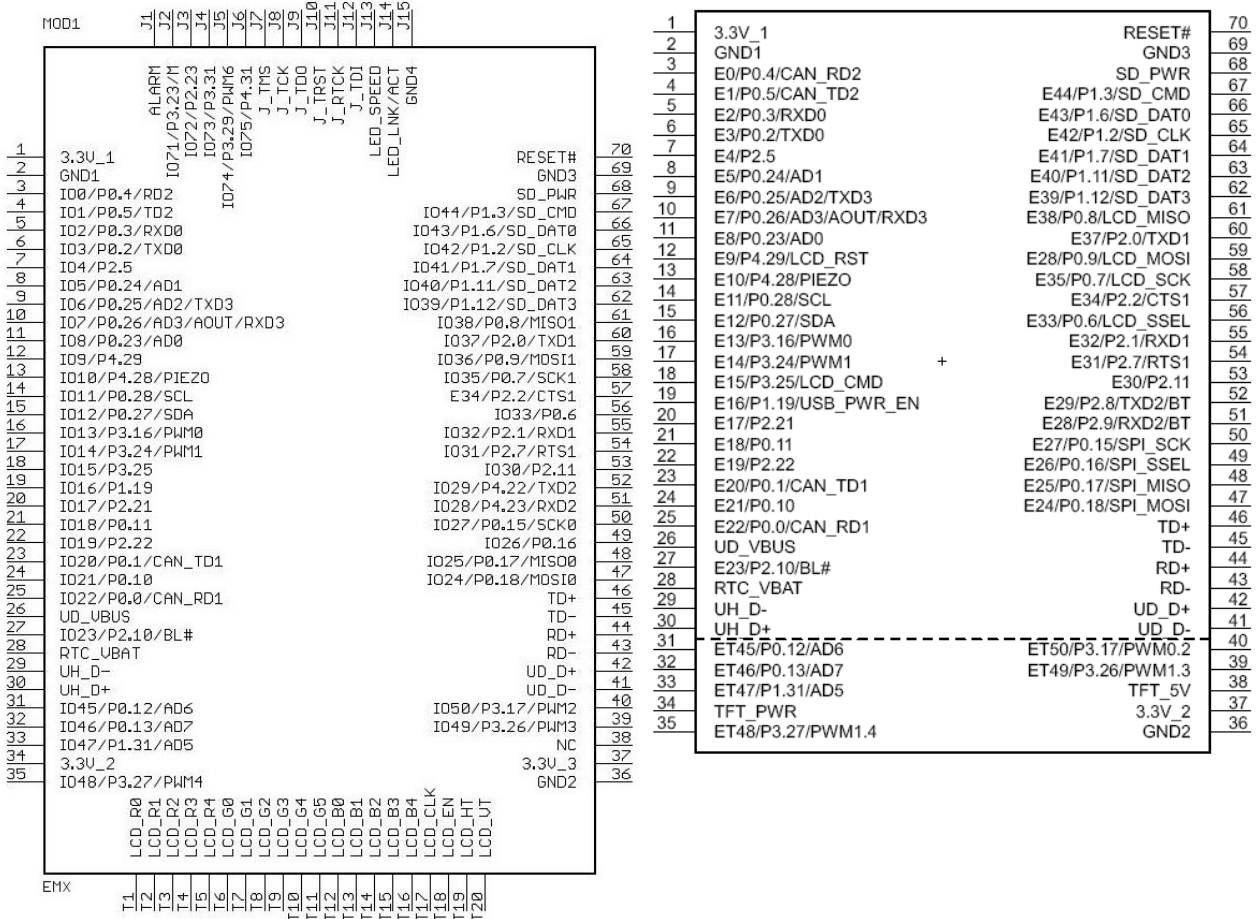 MOD1
J1 J2 J3 J4 J5 J6 J7 J8 J9 J10 J11 J12 J13 J14 J15
ALARM
IO71/P3.23/M
IO72/P2.23
IO73/P3.31
IO74/P3.29/PWM6
IO75/P4.31
J_TMS
J_TCK
J_TDO
J_TRST
J_RTCK
J_TDI
LED_SPEED
LED_LNK/ACT
GND4
1 3.3V_1 RESET# 70
2 GND1 GND3 69
3 IO0/P0.4/RD2 SD_PWR 68
4 IO1/P0.5/TD2 IO44/P1.3/SD_CMD 67
5 IO2/P0.3/RXD0 IO43/P1.6/SD_DAT0 66
6 IO3/P0.2/TXD0 IO42/P1.2/SD_CLK 65
7 IO4/P2.5 IO41/P1.7/SD_DAT1 64
8 IO5/P0.24/AD1 IO40/P1.11/SD_DAT2 63
9 IO6/P0.25/AD2/TXD3 IO39/P1.12/SD_DAT3 62
10 IO7/P0.26/AD3/AOUT/RXD3 IO38/P0.8/MISO1 61
11 IO8/P0.23/AD0 IO37/P2.0/TXD1 60
12 IO9/P4.29 IO36/P0.9/MOSI1 59
13 IO10/P4.28/PIEZO IO35/P0.7/SCK1 58
14 IO11/P0.28/SCL E34/P2.2/CTS1 57
15 IO12/P0.27/SDA IO33/P0.6 56
16 IO13/P3.16/PWM0 IO32/P2.1/RXD1 55
17 IO14/P3.24/PWM1 IO31/P2.7/RTS1 54
18 IO15/P3.25 IO30/P2.11 53
19 IO16/P1.19 IO29/P4.22/TXD2 52
20 IO17/P2.21 IO28/P4.23/RXD2 51
21 IO18/P0.11 IO27/P0.15/SCK0 50
22 IO19/P2.22 IO26/P0.16 49
23 IO20/P0.1/CAN_TD1 IO25/P0.17/MISO0 48
24 IO21/P0.10 IO24/P0.18/MOSI0 47
25 IO22/P0.0/CAN_RD1 TD+ 46
26 UD_VBUS TD- 45
27 IO23/P2.10/BL# RD+ 44
28 RTC_VBAT RD- 43
29 UH_D- UD_D+ 42
30 UH_D+ UD_D- 41
31 IO45/P0.12/AD6 IO50/P3.17/PWM2 40
32 IO46/P0.13/AD7 IO49/P3.26/PWM3 39
33 IO47/P1.31/AD5 NC 38
34 3.3V_2 3.3V_3 37
35 IO48/P3.27/PWM4 GND2 36
LCD_R0
LCD_R1
LCD_R2
LCD_R3
LCD_R4
LCD_G0
LCD_G1
LCD_G2
LCD_G3
LCD_G4
LCD_G5
LCD_B0
LCD_B1
LCD_B2
LCD_B3
LCD_B4
LCD_CLK
LCD_EN
LCD_HT
LCD_VT
EMX
T1 T2 T3 T4 T5 T6 T7 T8 T9 T10 T11 T12 T13 T14 T15 T16 T17 T18 T19 T20
1 3.3V_1 RESET# 70
2 GND1 GND3 69
3 E0/P0.4/CAN_RD2 SD_PWR 68
4 E1/P0.5/CAN_TD2 E44/P1.3/SD_CMD 67
5 E2/P0.3/RXD0 E43/P1.6/SD_DAT0 66
6 E3/P0.2/TXD0 E42/P1.2/SD_CLK 65
7 E4/P2.5 E41/P1.7/SD_DAT1 64
8 E5/P0.24/AD1 E40/P1.11/SD_DAT2 63
9 E6/P0.25/AD2/TXD3 E39/P1.12/SD_DAT3 62
10 E7/P0.26/AD3/AOUT/RXD3 E38/P0.8/LCD_MISO 61
11 E8/P0.23/AD0 E37/P2.0/TXD1 60
12 E9/P4.29/LCD_RST E28/P0.9/LCD_MOSI 59
13 E10/P4.28/PIEZO E35/P0.7/LCD_SCK 58
14 E11/P0.28/SCL E34/P2.2/CTS1 57
15 E12/P0.27/SDA E33/P0.6/LCD_SSEL 56
16 E13/P3.16/PWM0 E32/P2.1/RXD1 55
17 E14/P3.24/PWM1 + E31/P2.7/RTS1 54
18 E15/P3.25/LCD_CMD E30/P2.11 53
19 E16/P1.19/USB_PWR_EN E29/P2.8/TXD2/BT 52
20 E17/P2.21 E28/P2.9/RXD2/BT 51
21 E18/P0.11 E27/P0.15/SPI_SCK 50
22 E19/P2.22 E26/P0.16/SPI_SSEL 49
23 E20/P0.1/CAN_TD1 E25/P0.17/SPI_MISO 48
24 E21/P0.10 E24/P0.18/SPI_MOSI 47
25 E22/P0.0/CAN_RD1 TD+ 46
26 UD_VBUS TD- 45
27 E23/P2.10/BL# RD+ 44
28 RTC_VBAT RD- 43
29 UH_D- UD_D+ 42
30 UH_D+ UD_D- 41
31 ET45/P0.12/AD6 ET50/P3.17/PWM0.2 40
32 ET46/P0.13/AD7 ET49/P3.26/PWM1.3 39
33 ET47/P1.31/AD5 TFT_5V 38
34 TFT_PWR 3.3V_2 37
35 ET48/P3.27/PWM1.4 GND2 36